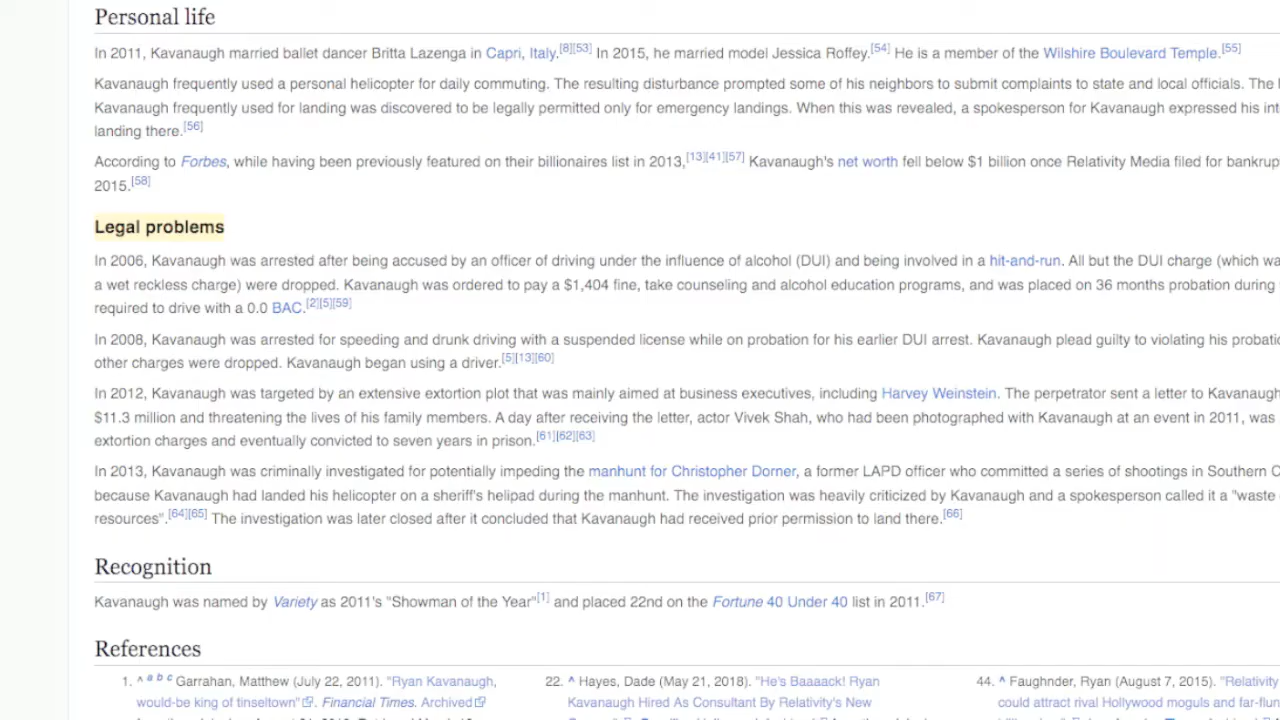 Personal life
In 2011, Kavanaugh married ballet dancer Britta Lazenga in Capri, Italy.[8][53] In 2015, he married model Jessica Roffey.[54] He is a member of the Wilshire Boulevard Temple.[55]
Kavanaugh frequently used a personal helicopter for daily commuting. The resulting disturbance prompted some of his neighbors to submit complaints to state and local officials. The
Kavanaugh frequently used for landing was discovered to be legally permitted only for emergency landings. When this was revealed, a spokesperson for Kavanaugh expressed his
landing there.[56]
According to Forbes, while having been previously featured on their billionaires list in 2013,[13][41][57] Kavanaugh's net worth fell below $1 billion once Relativity Media filed for bankrup
2015.[58]
Legal problems
In 2006, Kavanaugh was arrested after being accused by an officer of driving under the influence of alcohol (DUI) and being involved in a hit-and-run. All but the DUI charge (which wa
a wet reckless charge) were dropped. Kavanaugh was ordered to pay a $1,404 fine, take counseling and alcohol education programs, and was placed on 36 months probation during
required to drive with a 0.0 BAC.[2][5][59]
In 2008, Kavanaugh was arrested for speeding and drunk driving with a suspended license while on probation for his earlier DUI arrest. Kavanaugh plead guilty to violating his probati
other charges were dropped. Kavanaugh began using a driver.[5][13][60]
In 2012, Kavanaugh was targeted by an extensive extortion plot that was mainly aimed at business executives, including Harvey Weinstein. The perpetrator sent a letter to Kavanaugh
$11.3 million and threatening the lives of his family members. A day after receiving the letter, actor Vivek Shah, who had been photographed with Kavanaugh at an event in 2011, was
extortion charges and eventually convicted to seven years in prison.[61][62][63]
In 2013, Kavanaugh was criminally investigated for potentially impeding the manhunt for Christopher Dorner, a former LAPD officer who committed a series of shootings in Southern C
because Kavanaugh had landed his helicopter on a sheriff's helipad during the manhunt. The investigation was heavily criticized by Kavanaugh and a spokesperson called it a "waste
resources".[64][65] The investigation was later closed after it concluded that Kavanaugh had received prior permission to land there.[66]
Recognition
Kavanaugh was named by Variety as 2011's "Showman of the Year"[1] and placed 22nd on the Fortune 40 Under 40 list in 2011.[67]
References
1. ^ a b c Garrahan, Matthew (July 22, 2011). "Ryan Kavanaugh,
would-be king of tinseltown". Financial Times. Archived
22. ^ Hayes, Dade (May 21, 2018). "He's Baaaack! Ryan
Kavanaugh Hired As Consultant By Relativity's New
44. ^ Faughnder, Ryan (August 7, 2015). "Relativity
could attract rival Hollywood moguls and far-flun